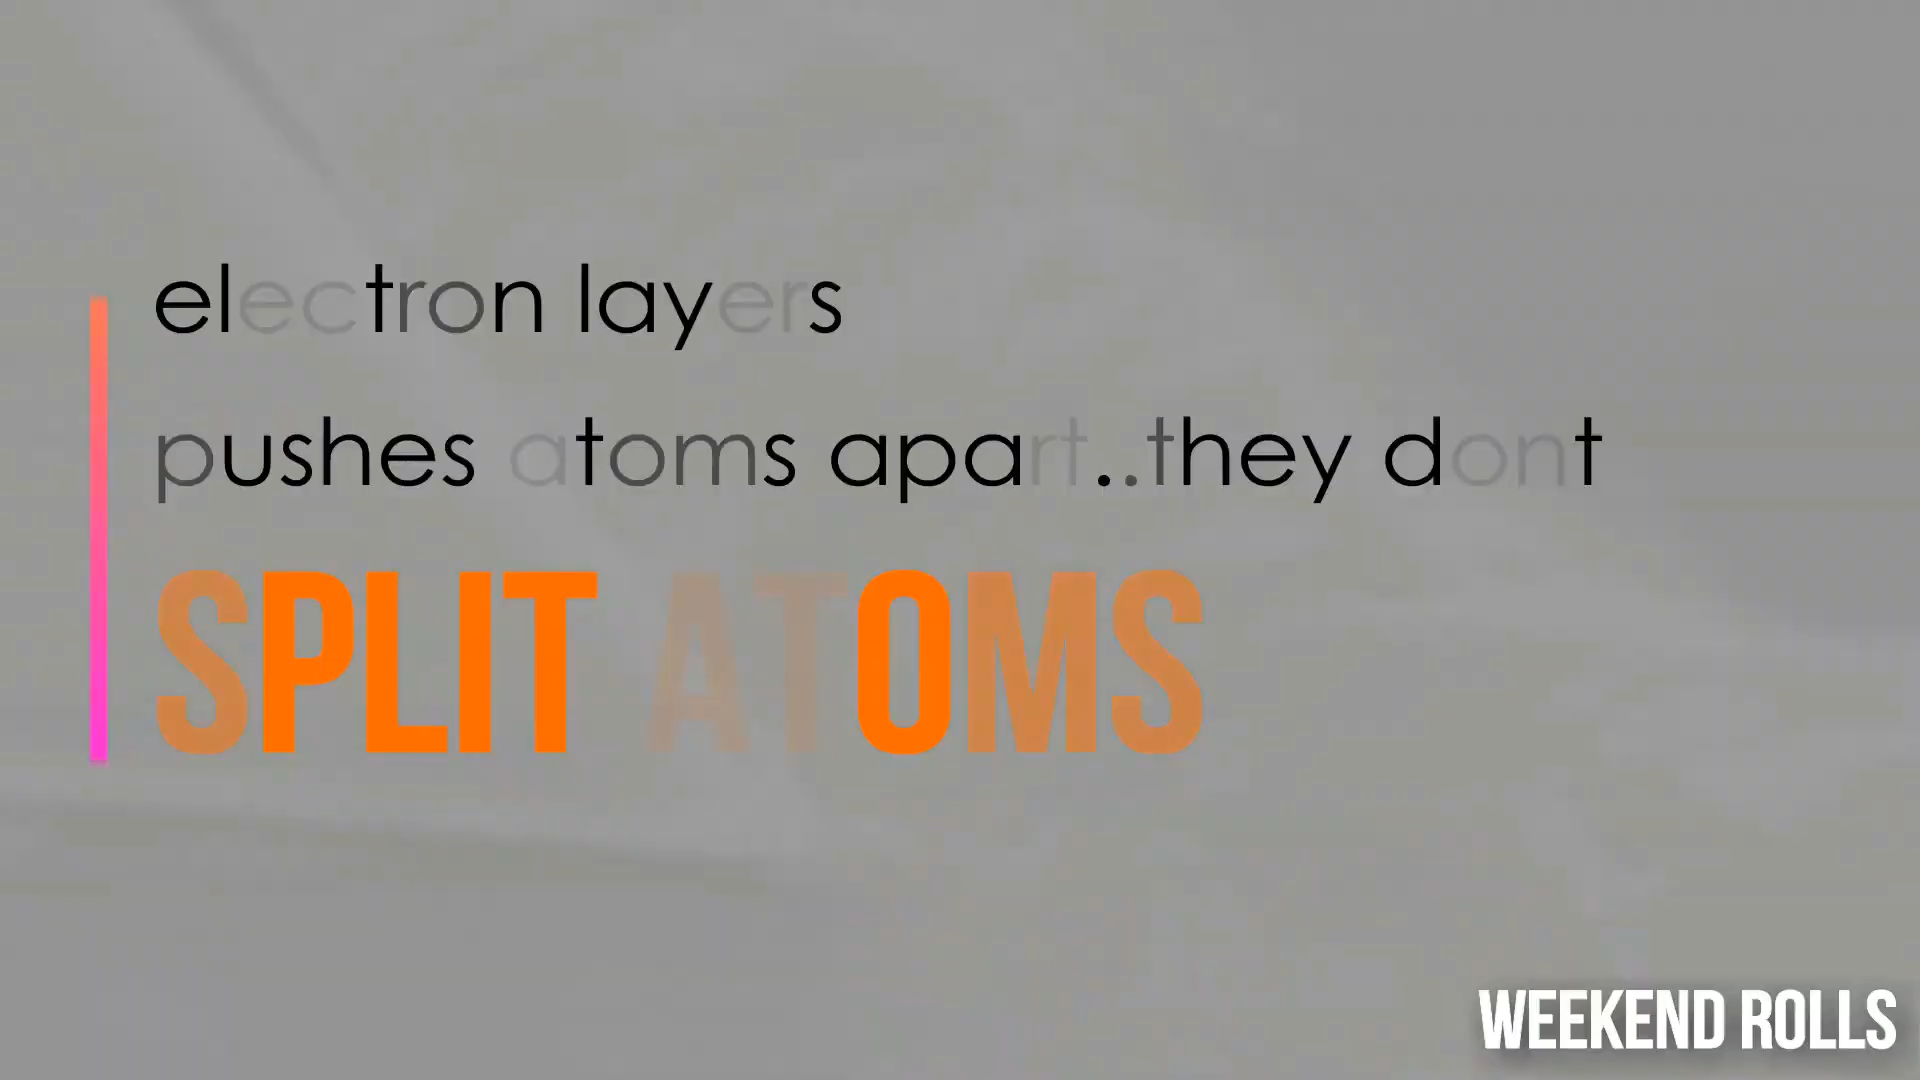 electron layers
pushes atoms apart..they dont
SPLIT ATOMS
WEEKEND ROLLS